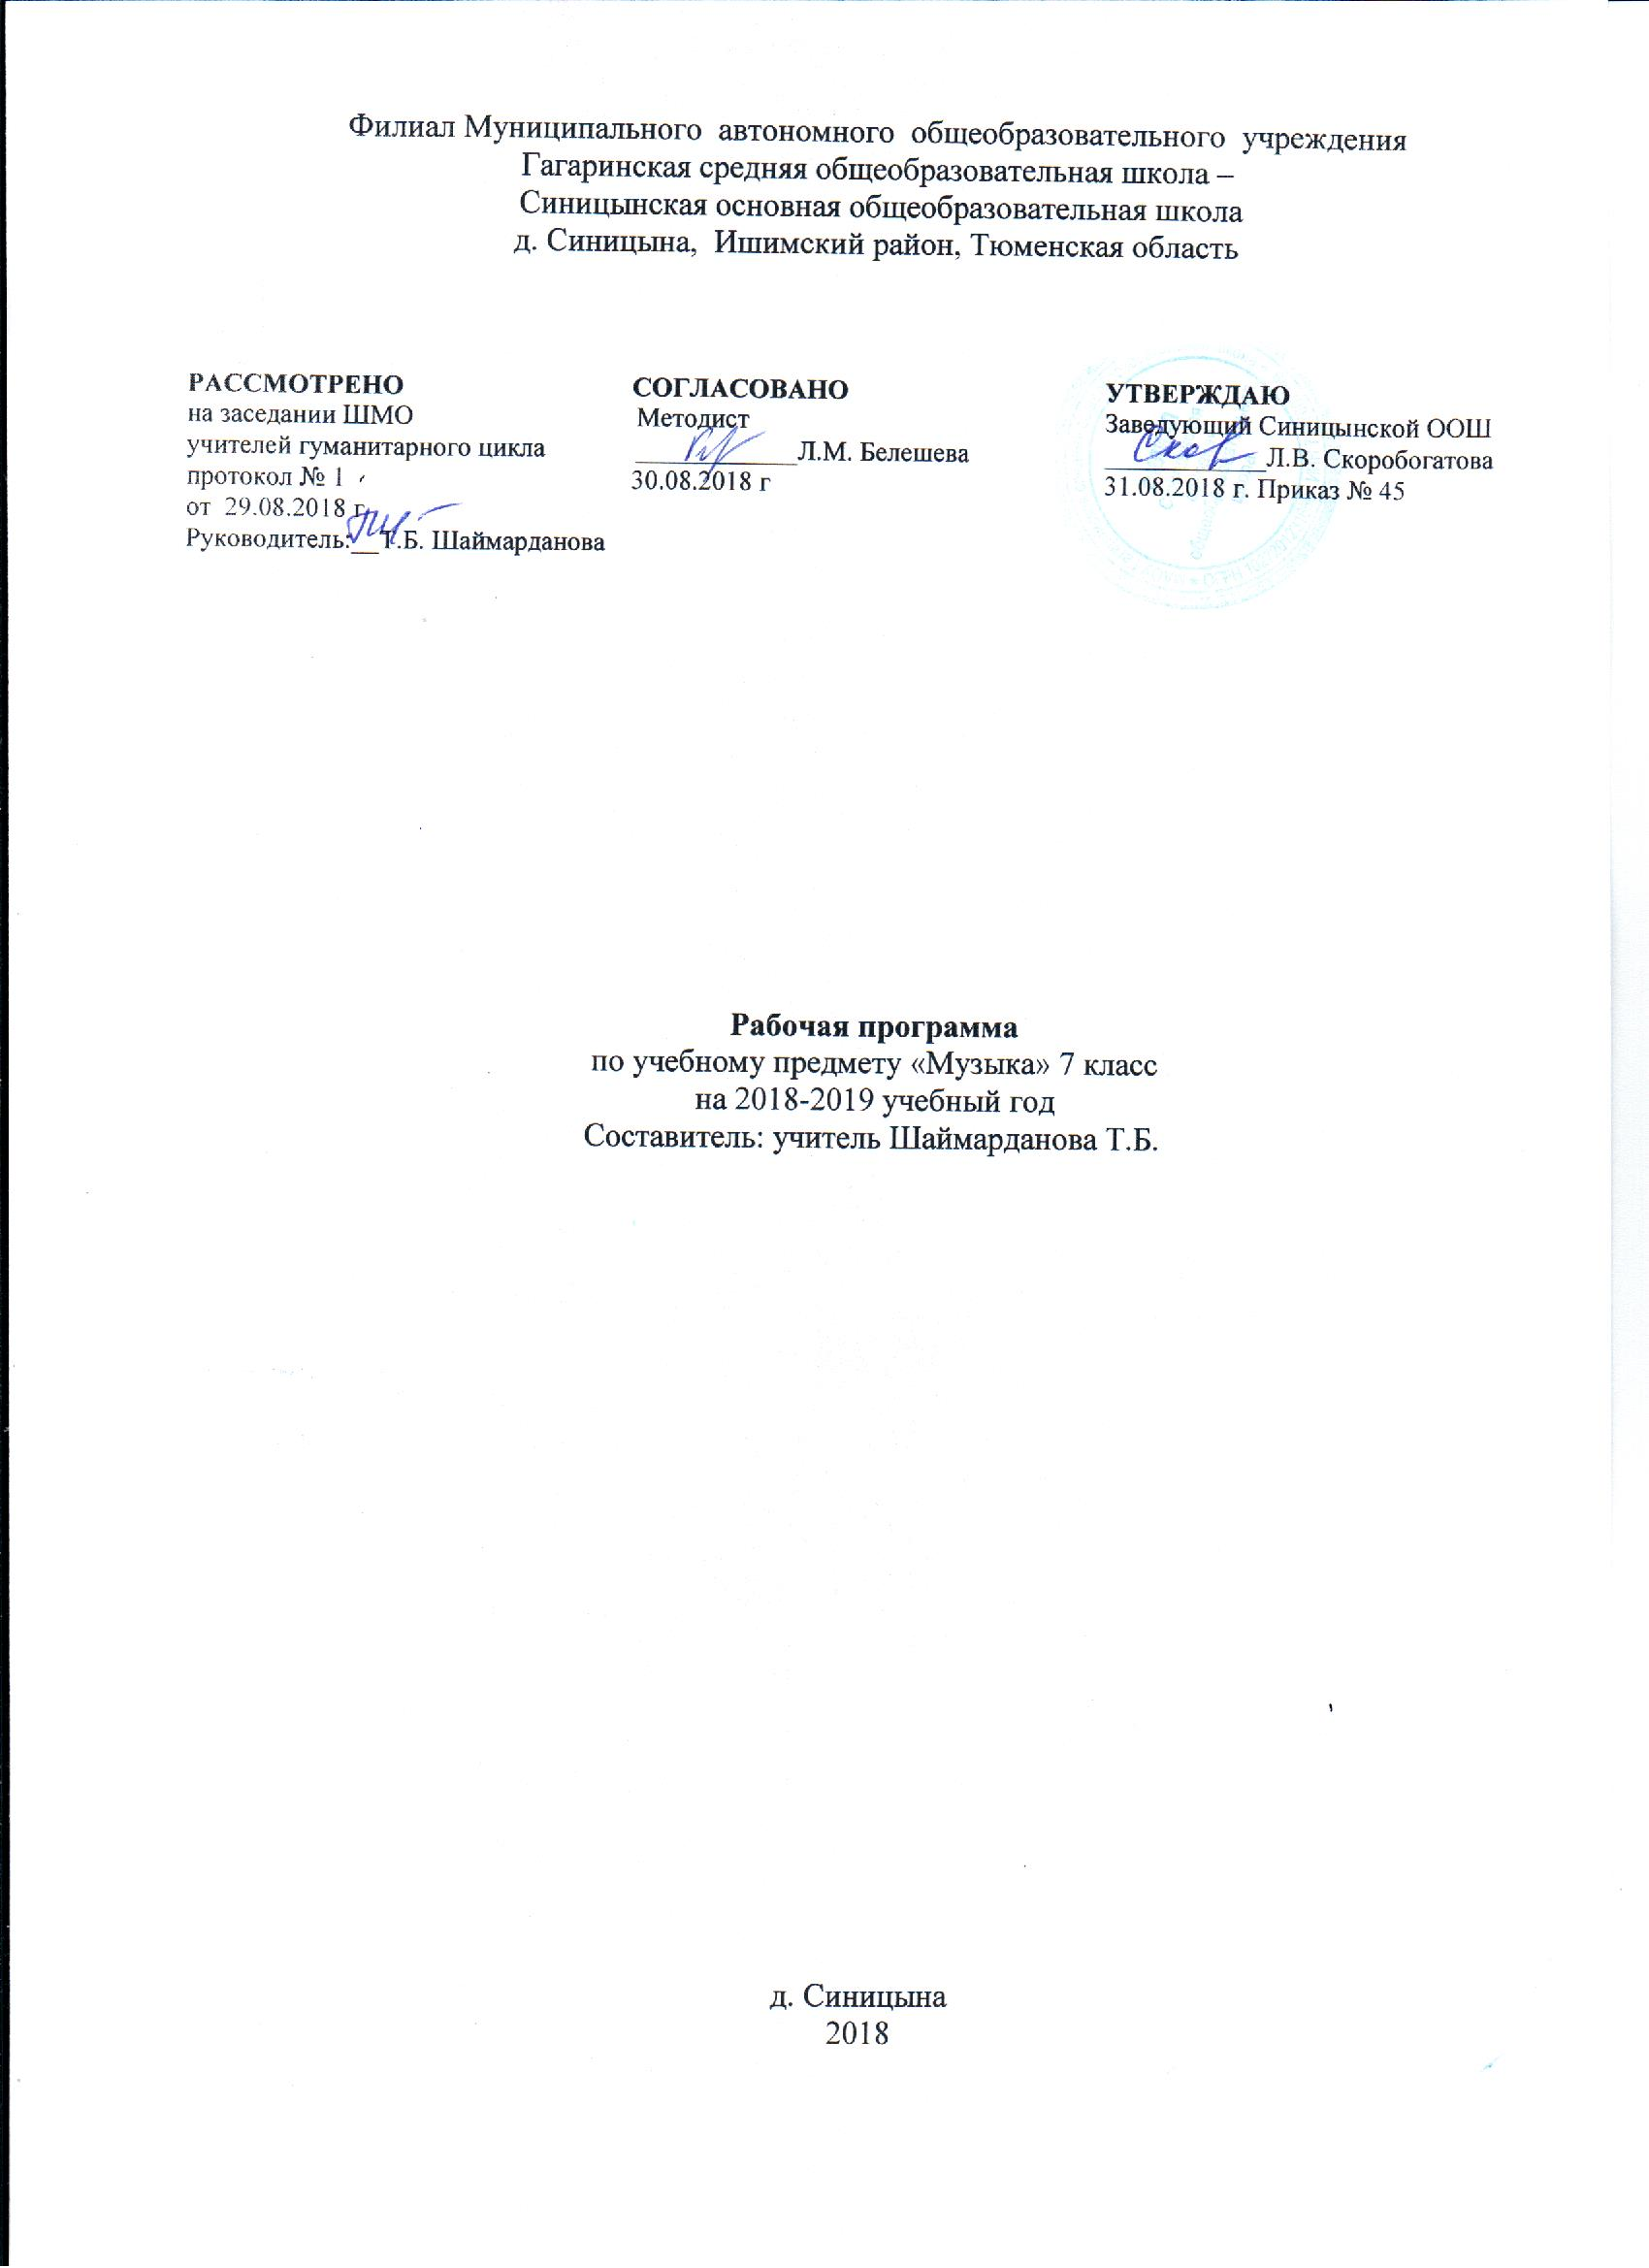 Филиал Муниципального автономного общеобразовательного учреждения
Гагаринская средняя общеобразовательная школа –
Синицынская основная общеобразовательная школа
д. Синицына, Ишимский район, Тюменская область
РАССМОТРЕНО
на заседании ШМО
учителей гуманитарного цикла
протокол № 1
от 29.08.2018 г.
Руководитель:__Т.Б. Шаймарданова
СОГЛАСОВАНО
Методист
____________Л.М. Белешева
30.08.2018 г
УТВЕРЖДАЮ
Заведующий Синицынской ООШ
____________Л.В. Скоробогатова
31.08.2018 г. Приказ № 45
Рабочая программа
по учебному предмету «Музыка» 7 класс
на 2018-2019 учебный год
Составитель: учитель Шаймарданова Т.Б.
д. Синицына
2018